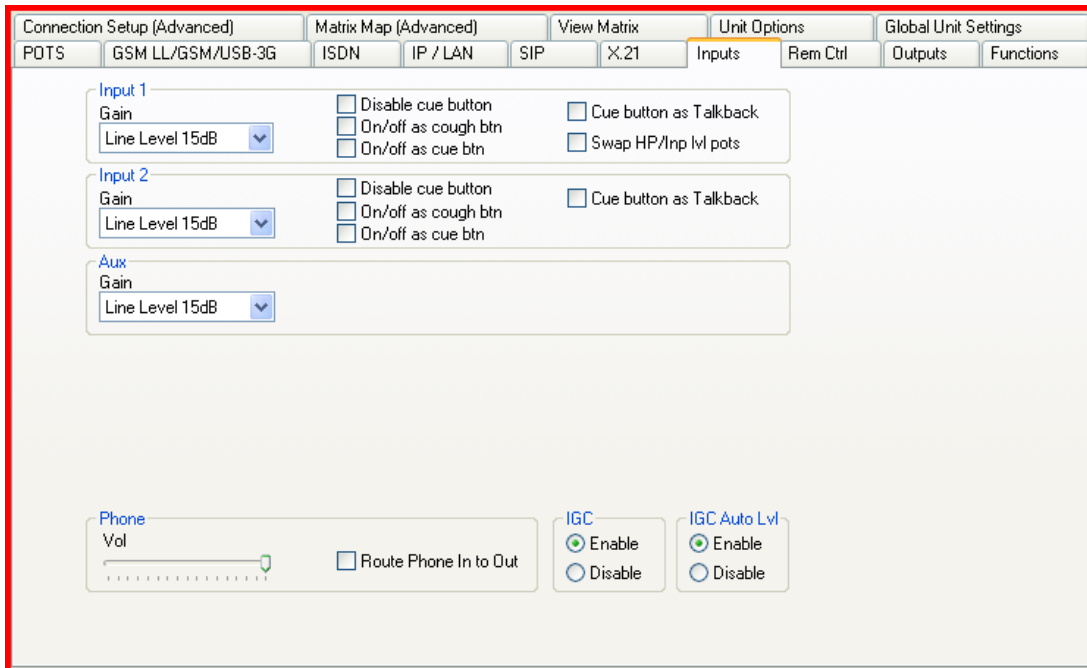 Connection Setup (Advanced) Matrix Map (Advanced) View Matrix Unit Options Global Unit Settings
POTS GSM LL/GSM/USB-3G ISDN IP / LAN SIP X.21 Inputs Rem Ctrl Outputs Functions
Input 1
Gain
Line Level 15dB
Disable cue button
On/off as cough btn
On/off as cue btn
Cue button as Talkback
Swap HP/Inp lvl pots
Input 2
Gain
Line Level 15dB
Disable cue button
On/off as cough btn
On/off as cue btn
Cue button as Talkback
Aux
Gain
Line Level 15dB
Phone
Vol
Route Phone In to Out
IGC
Enable
Disable
IGC Auto Lvl
Enable
Disable